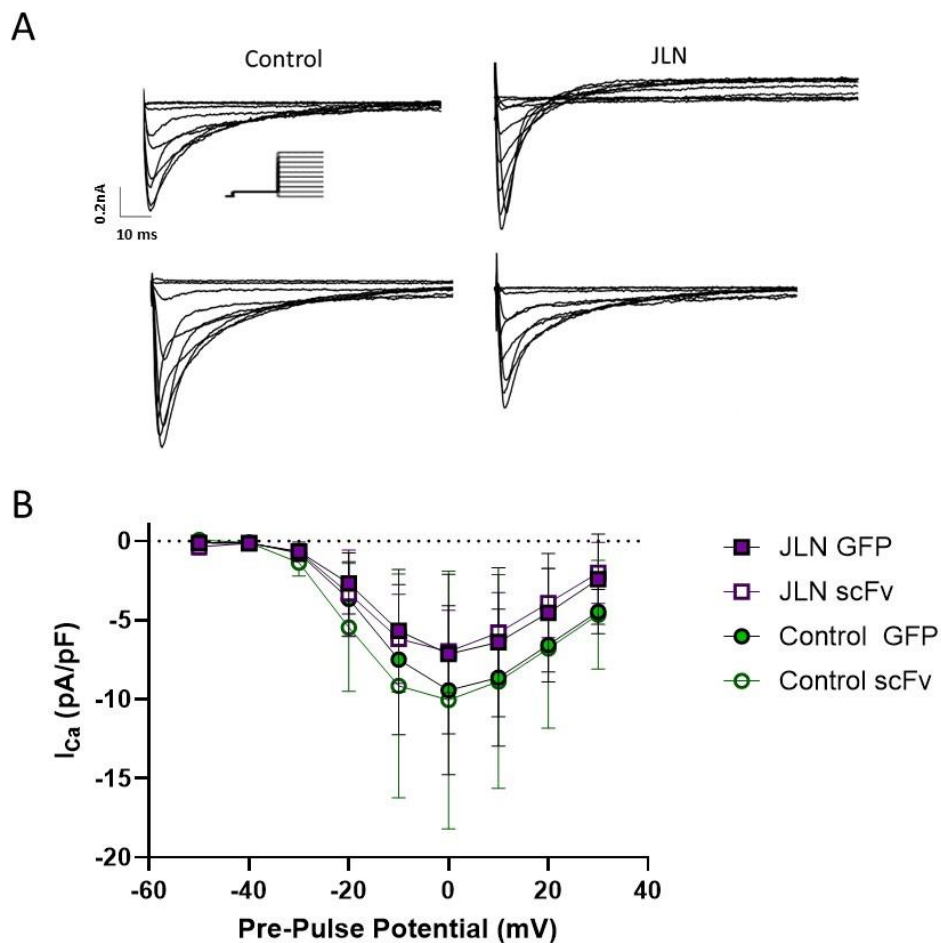 A
Control
JLN
0.2nA
10 ms
B
0
-5
-10
-15
-20
I_Ca (pA/pF)
-60 -40 -20 0 20 40
Pre-Pulse Potential (mV)
JLN GFP
JLN scFv
Control GFP
Control scFv